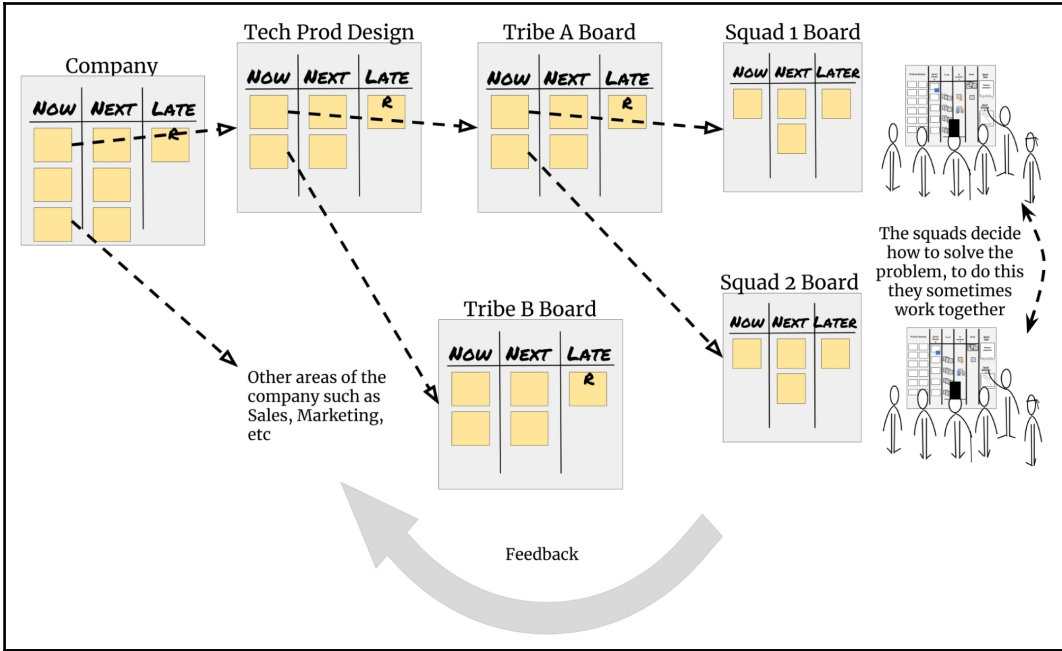 Company
NOW NEXT LATE
R
Tech Prod Design
NOW NEXT LATE
R
Tribe A Board
NOW NEXT LATE
R
Squad 1 Board
NOW NEXT LATER
The squads decide
how to solve the
problem, to do this
they sometimes
work together
Squad 2 Board
NOW NEXT LATER
Tribe B Board
NOW NEXT LATE
R
Other areas of the
company such as
Sales, Marketing,
etc
Feedback